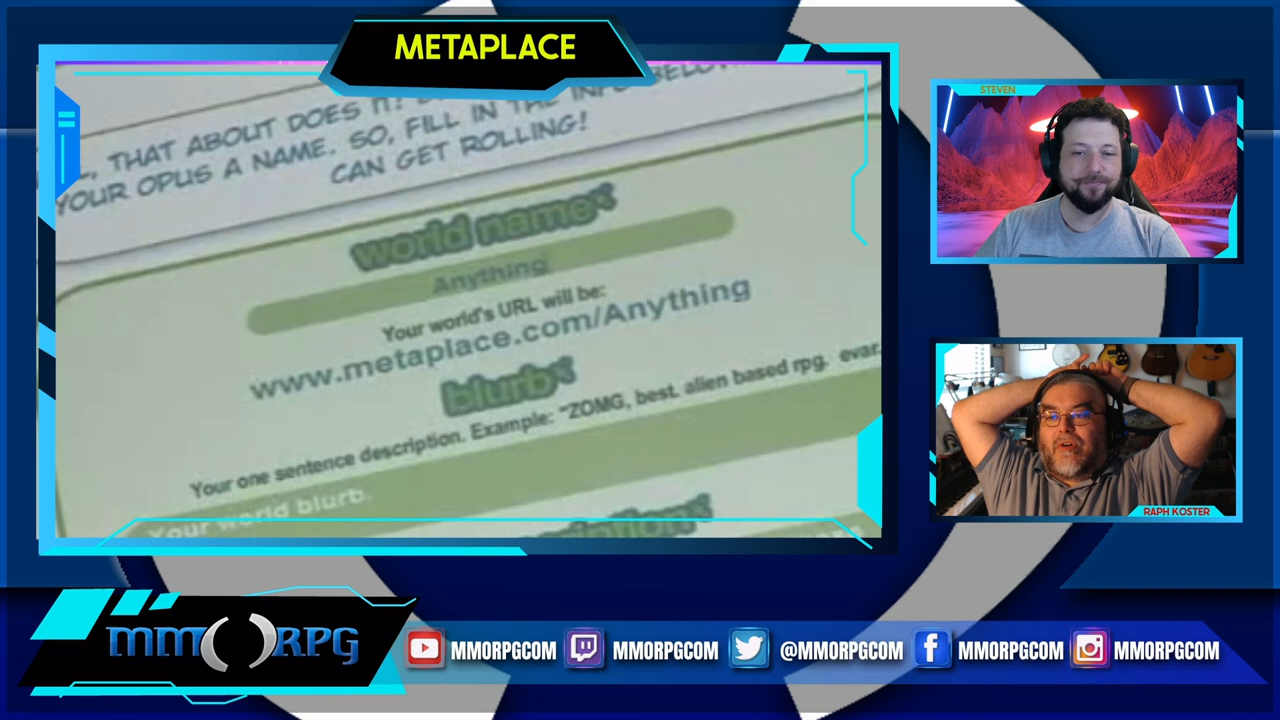 METAPLACE
THAT ABOUT DOES IT!
YOUR OPUS A NAME. SO, FILL IN THE INFO BELOW
CAN GET ROLLING!
world name
Anything
Your world's URL will be:
www.metaplace.com/Anything
blurb
Your one sentence description. Example: "ZOMG, best. alien based rpg. evar.
Your world blurb.
STEVEN
RAPH KOSTER
MMORPG
MMORPGCOM
MMORPGCOM
@MMORPGCOM
MMORPGCOM
MMORPGCOM